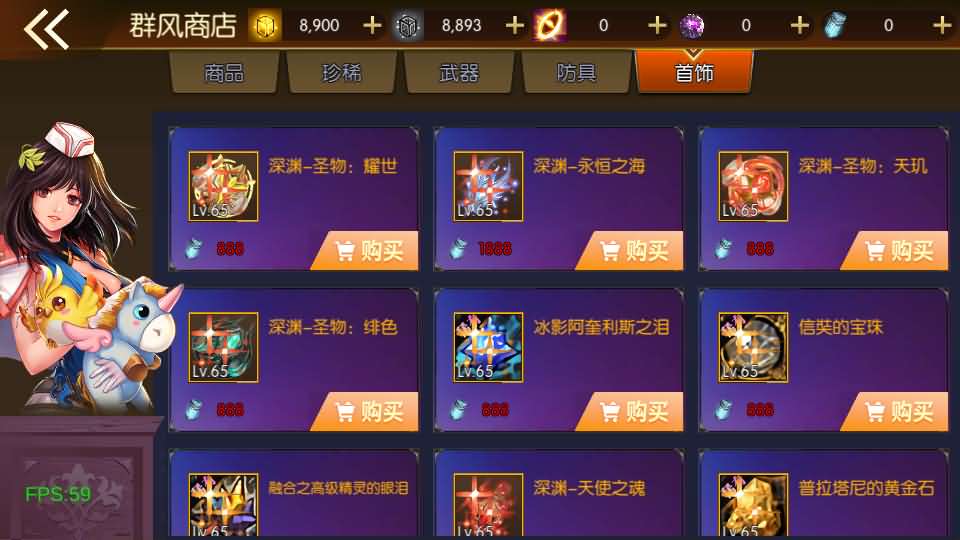 群风商店 8,900 8,893 0 0 0
商品 珍稀 武器 防具 首饰
深渊-圣物：耀世 深渊-永恒之海 深渊-圣物：天玑
Lv.65 Lv.65 Lv.65
888 购买 1888 购买 888 购买
深渊-圣物：绯色 冰影阿奎利斯之泪 信奘的宝珠
Lv.65 Lv.65 Lv.65
888 购买 888 购买 888 购买
融合之高级精灵的眼泪 深渊-天使之魂 普拉塔尼的黄金石
FPS:59
Lv.65 Lv.65 Lv.65